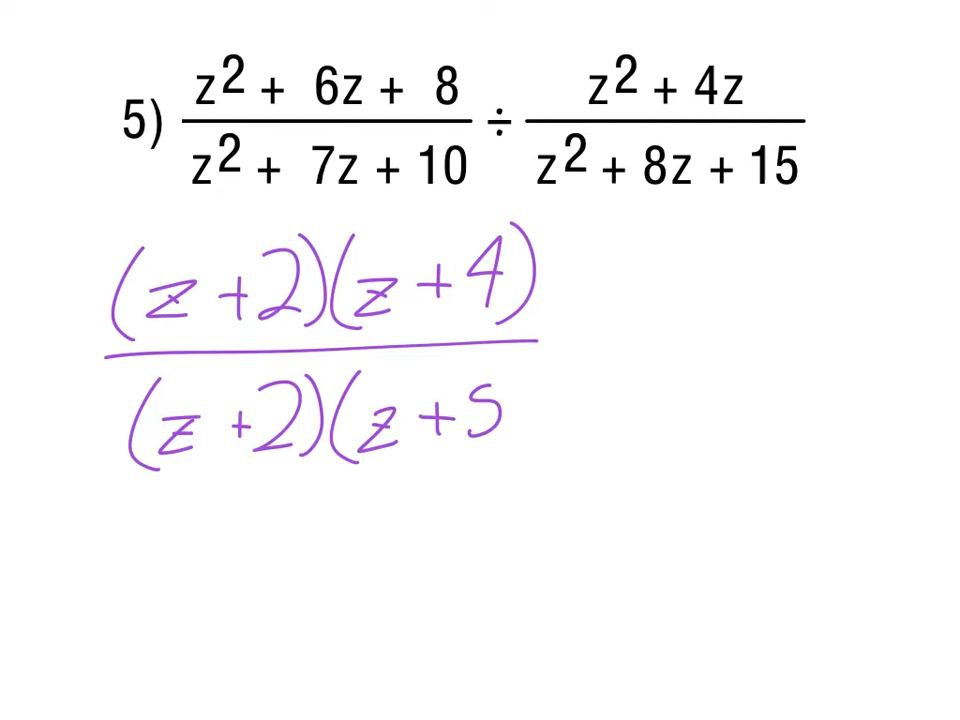 5) z² + 6z + 8 / z² + 7z + 10 ÷ z² + 4z / z² + 8z + 15
(z +2)(z +4)
(z +2)(z +5